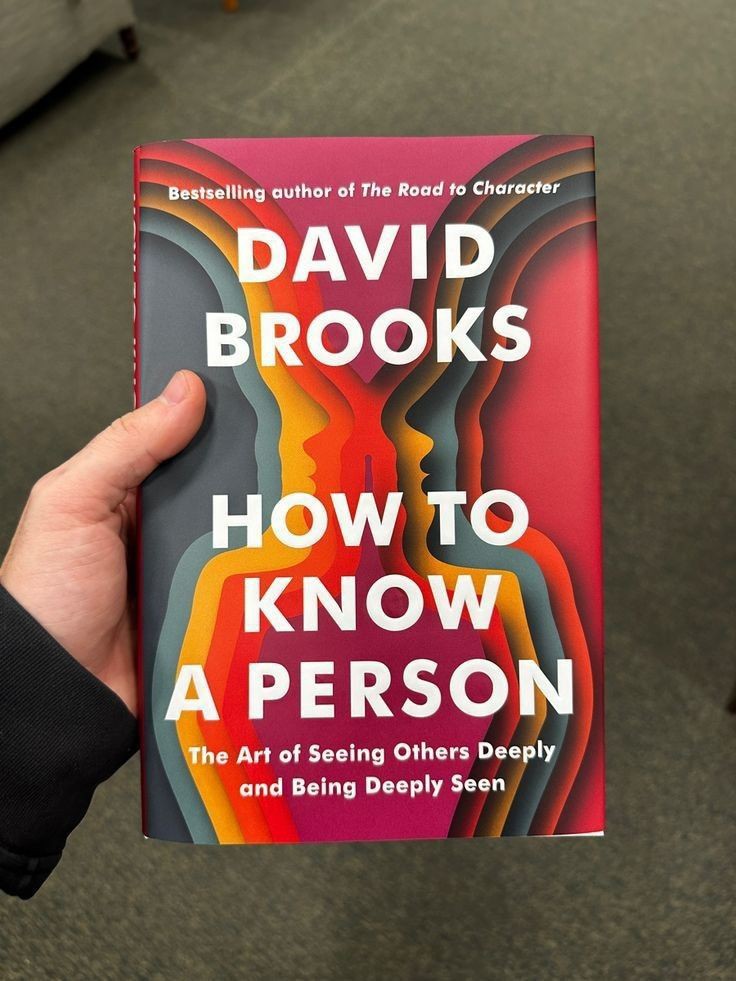 Bestselling author of The Road to Character
DAVID
BROOKS
HOW TO
KNOW
A PERSON
The Art of Seeing Others Deeply
and Being Deeply Seen